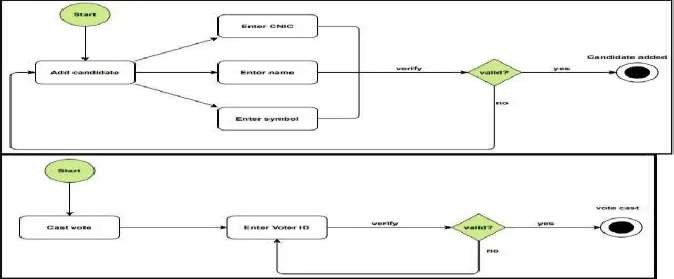 Start
Enter CNIC
Candidate added
Add candidate
Enter name
verify
valid?
yes
no
Enter symbol
Start
vote cast
Cast vote
Enter Voter ID
verify
valid?
yes
no